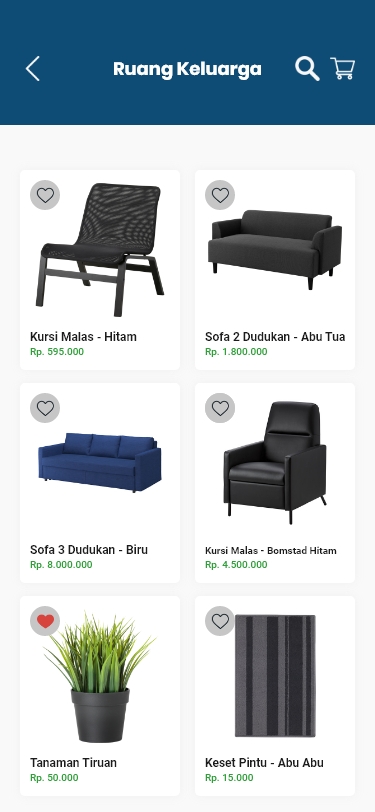 Ruang Keluarga
Kursi Malas - Hitam
Rp. 595.000
Sofa 2 Dudukan - Abu Tua
Rp. 1.800.000
Sofa 3 Dudukan - Biru
Rp. 8.000.000
Kursi Malas - Bomstad Hitam
Rp. 4.500.000
Tanaman Tiruan
Rp. 50.000
Keset Pintu - Abu Abu
Rp. 15.000